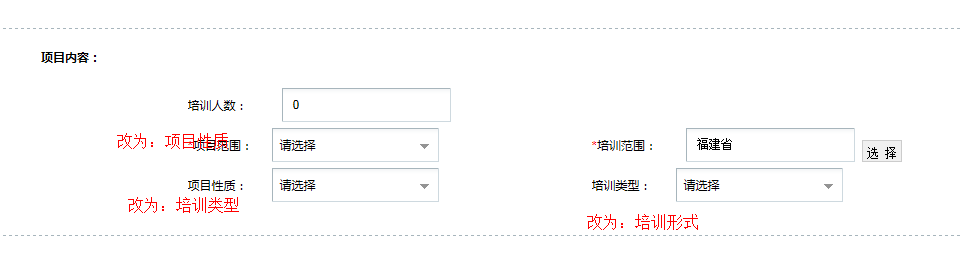 项目内容：
培训人数： 0
改为：项目性质
*项目范围： 请选择 *培训范围： 福建省 选 择
项目性质： 请选择 培训类型： 请选择
改为：培训类型
改为：培训形式